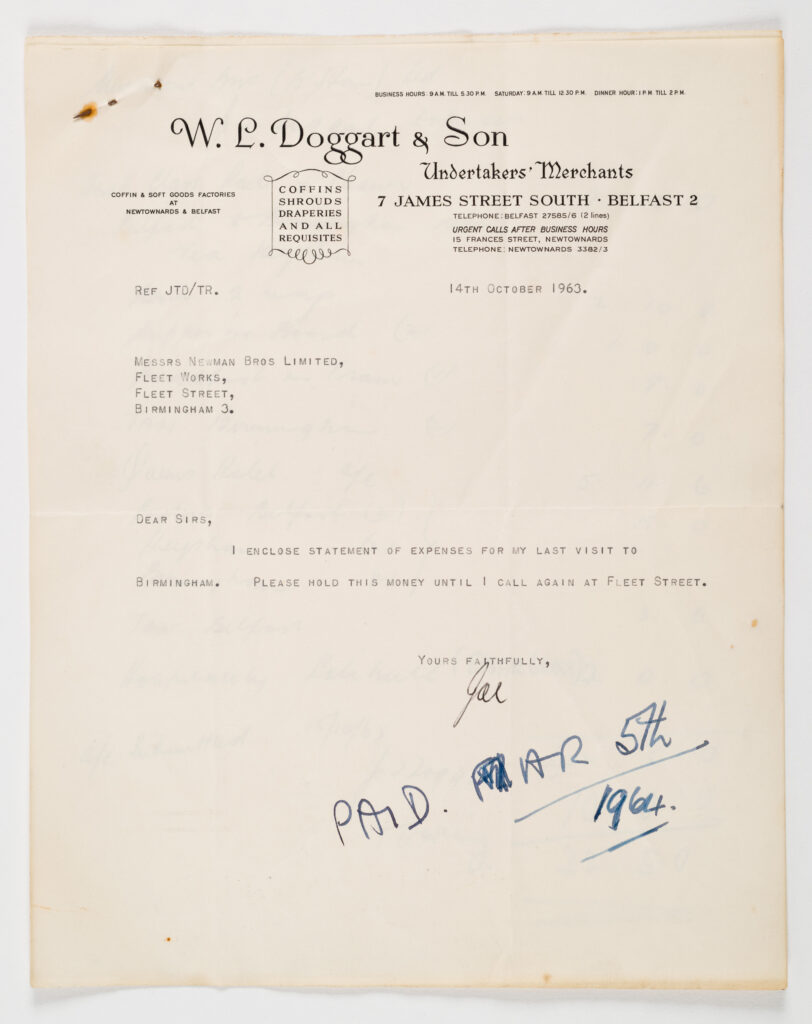 BUSINESS HOURS: 9 A.M. TILL 5.30 P.M. SATURDAY: 9 A.M. TILL 12.30 P.M. DINNER HOUR: 1 P.M. TILL 2 P.M.
W. L. Doggart & Son
Undertakers' Merchants
COFFIN & SOFT GOODS FACTORIES
AT
NEWTOWNARDS & BELFAST
COFFINS
SHROUDS
DRAPERIES
AND ALL
REQUISITES
7 JAMES STREET SOUTH · BELFAST 2
TELEPHONE: BELFAST 27585/6 (2 lines)
URGENT CALLS AFTER BUSINESS HOURS
15 FRANCES STREET, NEWTOWNARDS
TELEPHONE: NEWTOWNARDS 3382/3
REF JTD/TR.
14TH OCTOBER 1963.
MESSRS NEWMAN BROS LIMITED,
FLEET WORKS,
FLEET STREET,
BIRMINGHAM 3.
DEAR SIRS,
I ENCLOSE STATEMENT OF EXPENSES FOR MY LAST VISIT TO
BIRMINGHAM. PLEASE HOLD THIS MONEY UNTIL I CALL AGAIN AT FLEET STREET.
YOURS FAITHFULLY,
Joe
PAID. MAR 5th
1964.